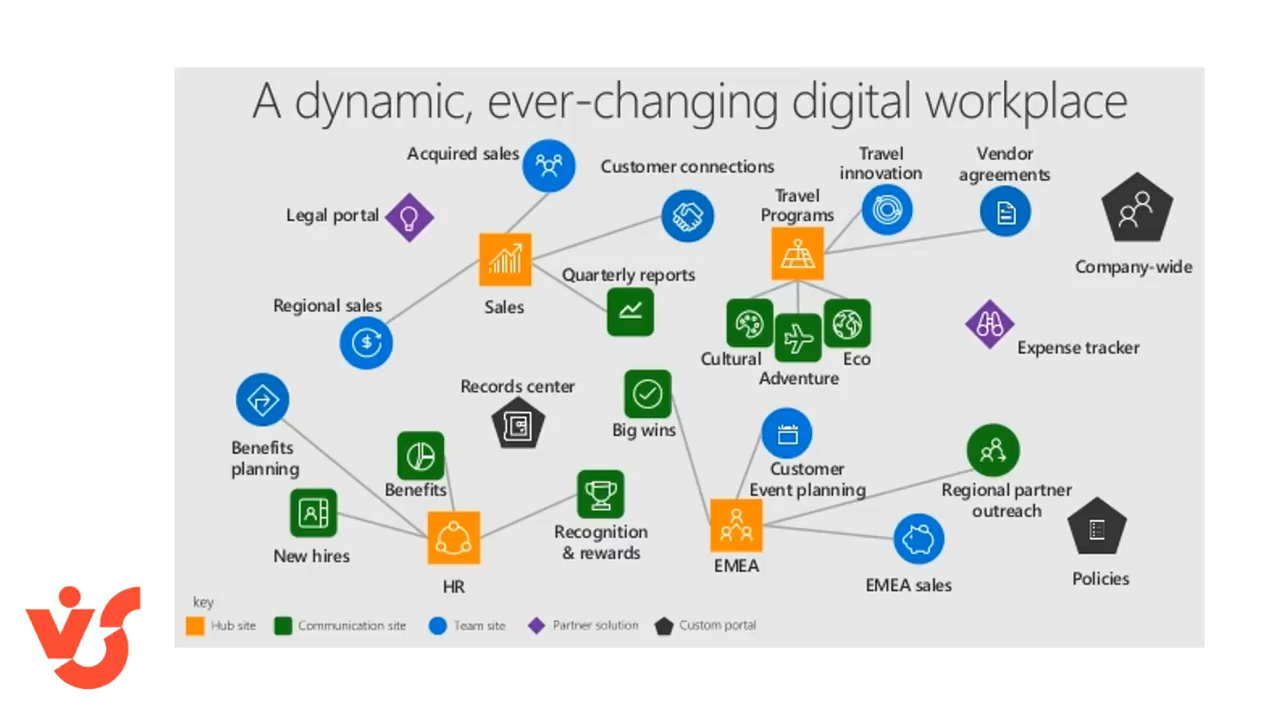 A dynamic, ever-changing digital workplace
Acquired sales
Customer connections
Travel
innovation
Vendor
agreements
Legal portal
Travel
Programs
Company-wide
Quarterly reports
Regional sales
Sales
Expense tracker
Cultural
Eco
Adventure
Records center
Big wins
Benefits
planning
Customer
Event planning
Benefits
Regional partner
outreach
Recognition
& rewards
New hires
EMEA
HR
EMEA sales
Policies
key
Hub site
Communication site
Team site
Partner solution
Custom portal